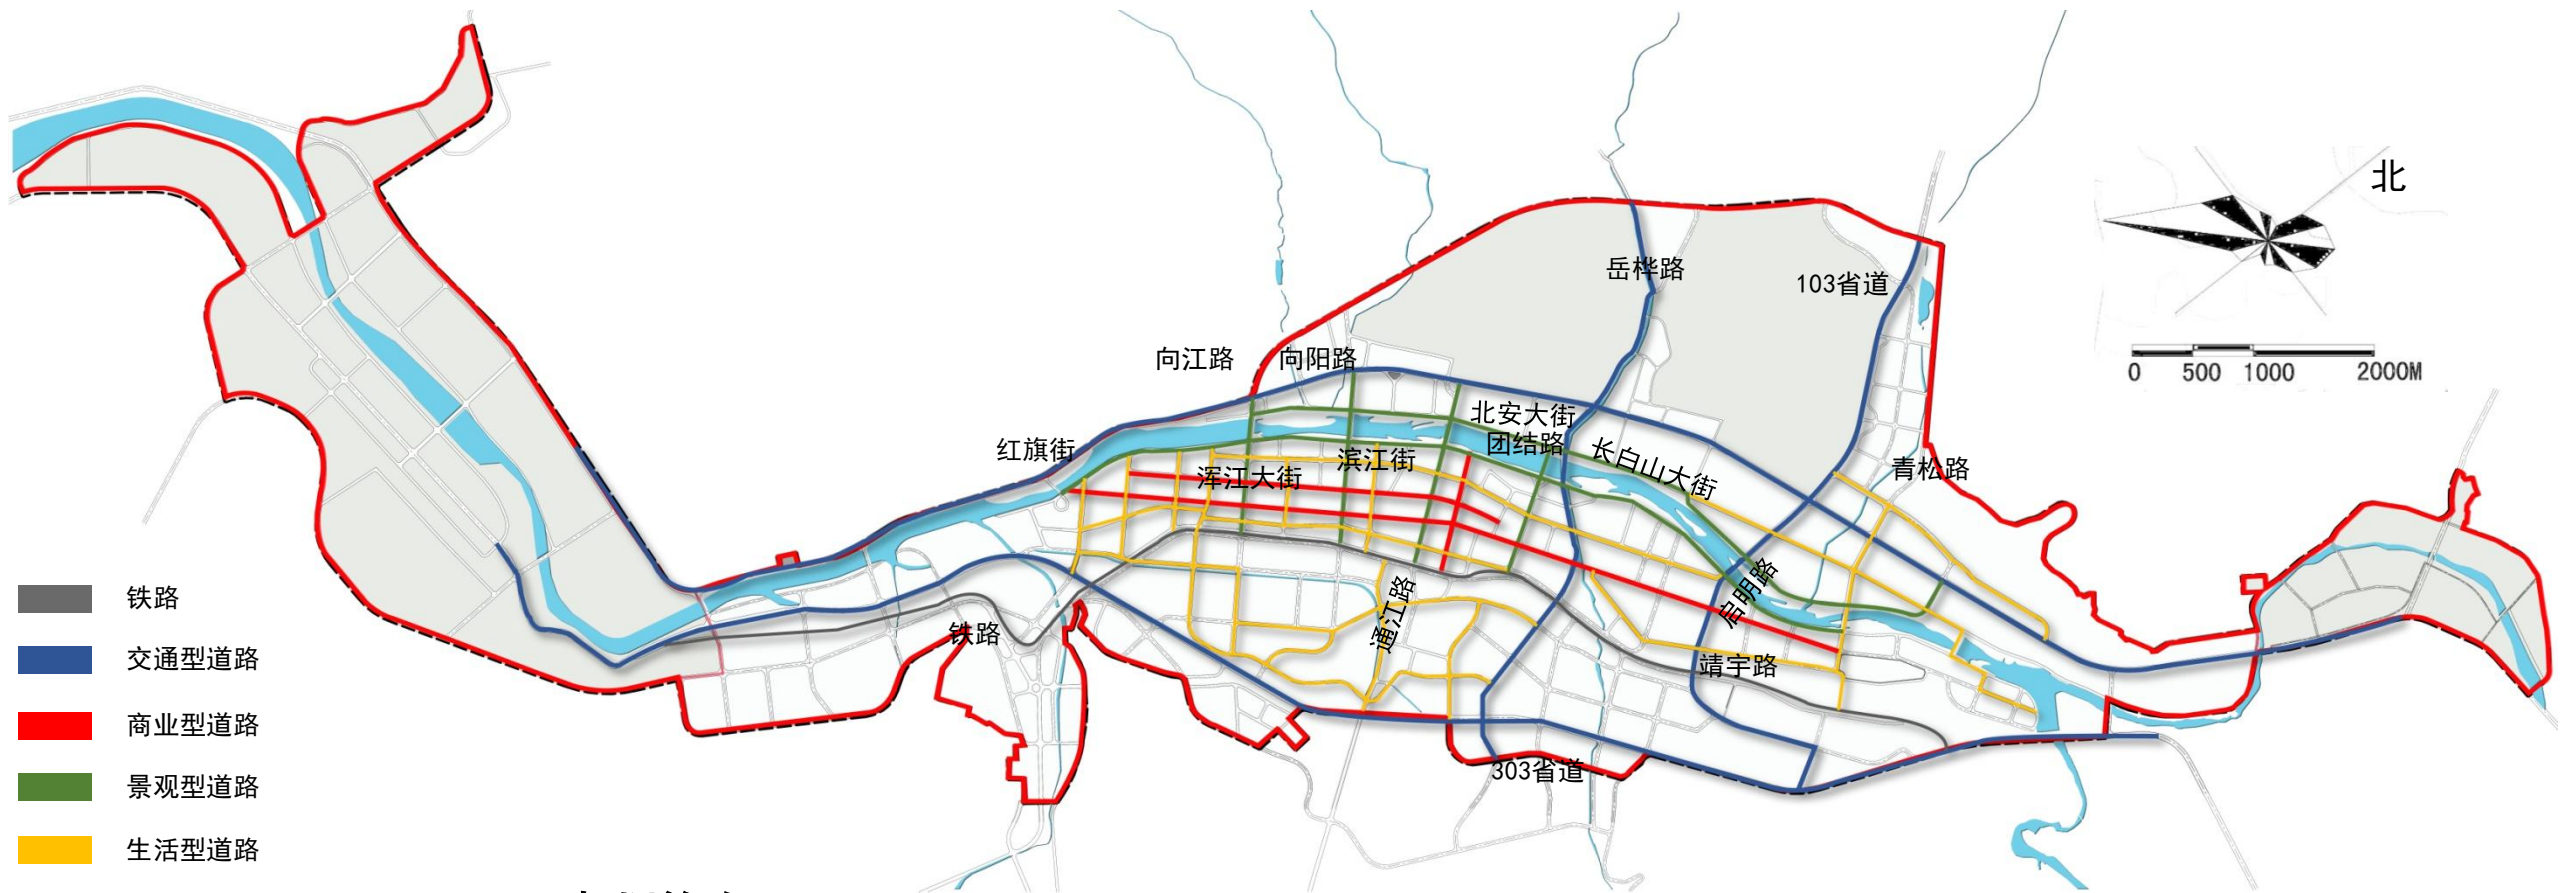 北
岳桦路
103省道
向江路
向阳路
0 500 1000 2000M
北安大街
团结路
红旗街
滨江街
长白山大街
青松路
浑江大街
启明路
通江路
铁路
靖宇路
303省道
铁路
交通型道路
商业型道路
景观型道路
生活型道路